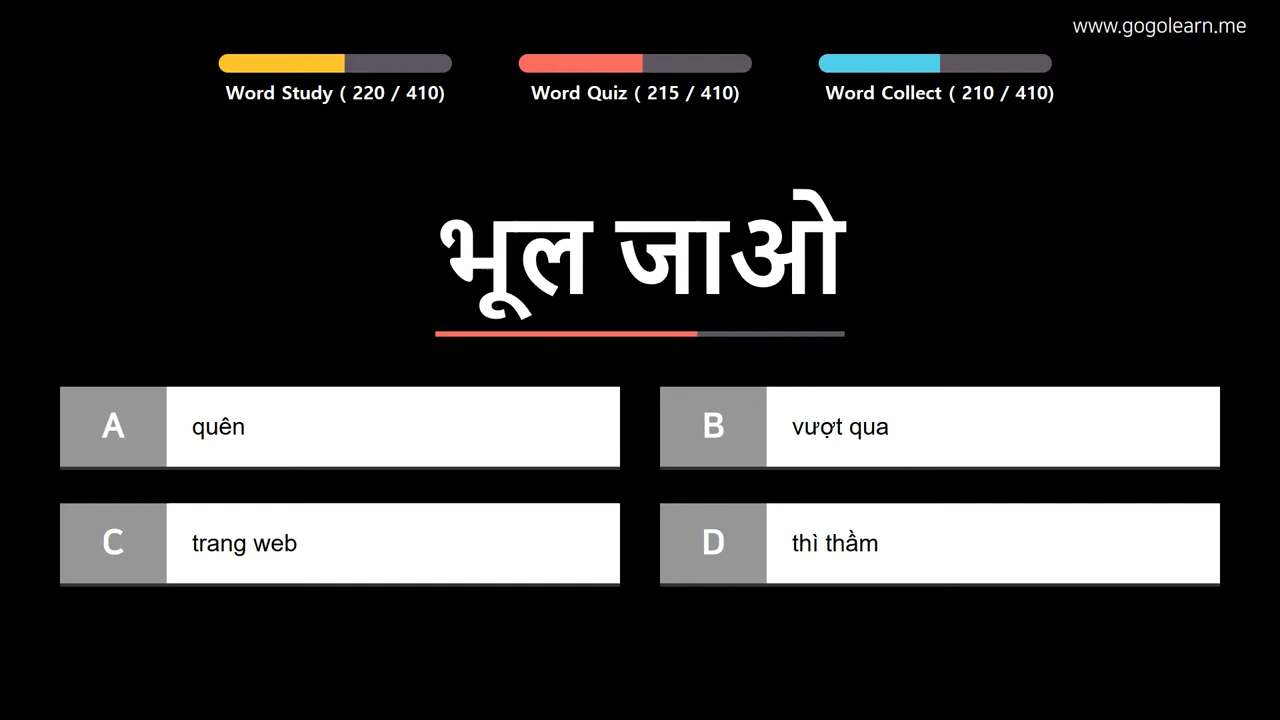 www.gogolearn.me
Word Study ( 220 / 410)
Word Quiz ( 215 / 410)
Word Collect ( 210 / 410)
भूल जाओ
A
quên
B
vượt qua
C
trang web
D
thì thầm